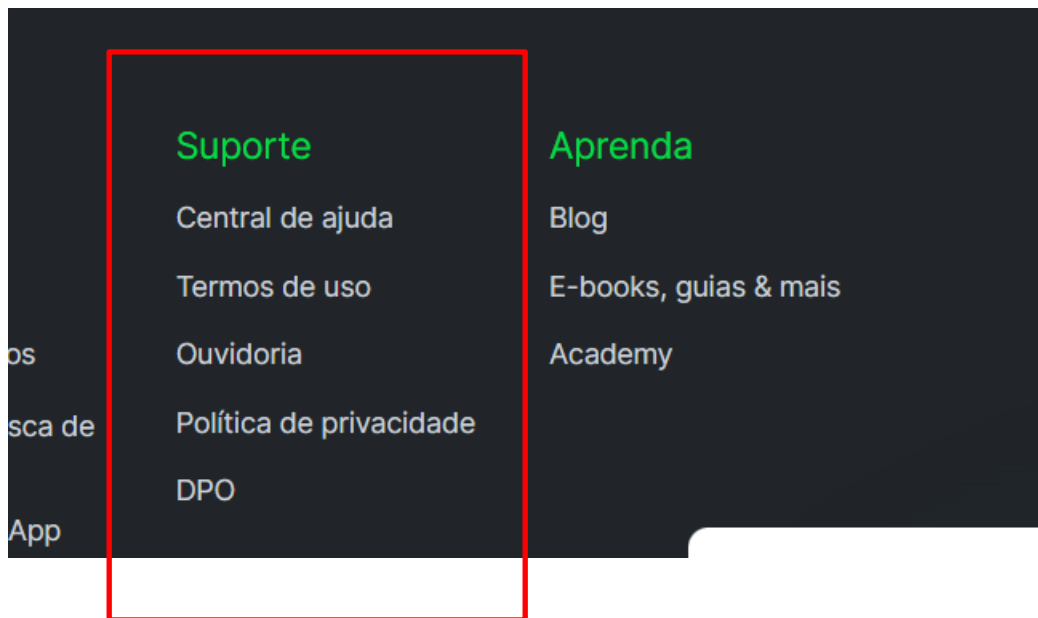 os
sca de
App
Suporte
Central de ajuda
Termos de uso
Ouvidoria
Política de privacidade
DPO
Aprenda
Blog
E-books, guias & mais
Academy